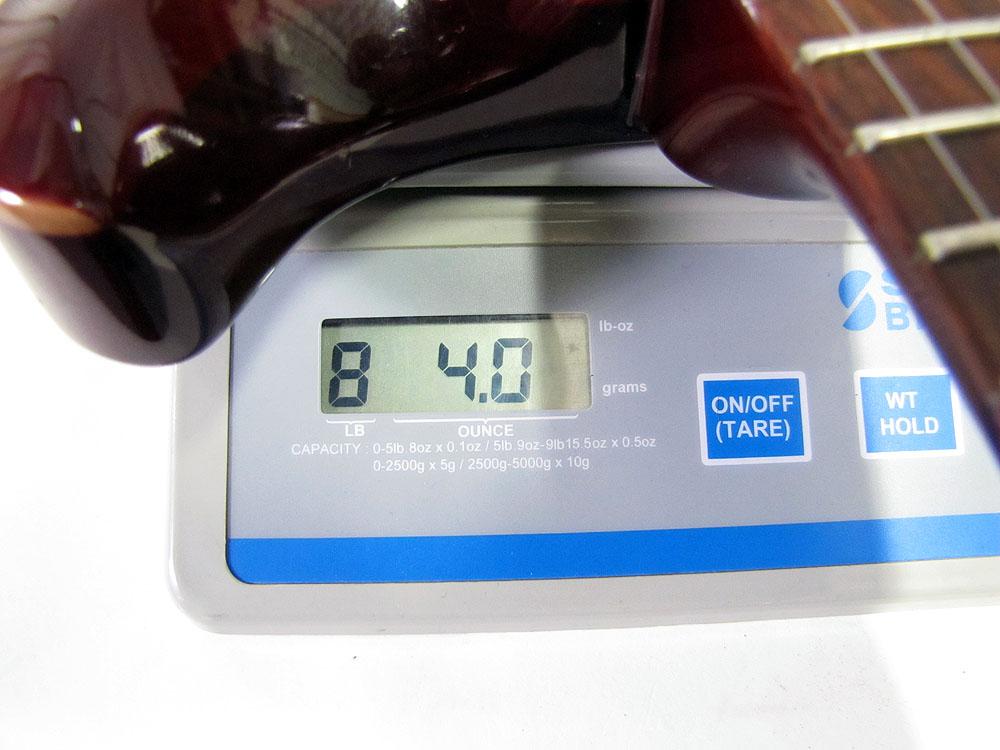 lb-oz
8 4.0
grams
LB OUNCE
CAPACITY : 0-5lb.8oz x 0.1oz / 5lb.9oz-9lb15.5oz x 0.5oz
0-2500g x 5g / 2500g-5000g x 10g
ON/OFF
(TARE)
WT
HOLD